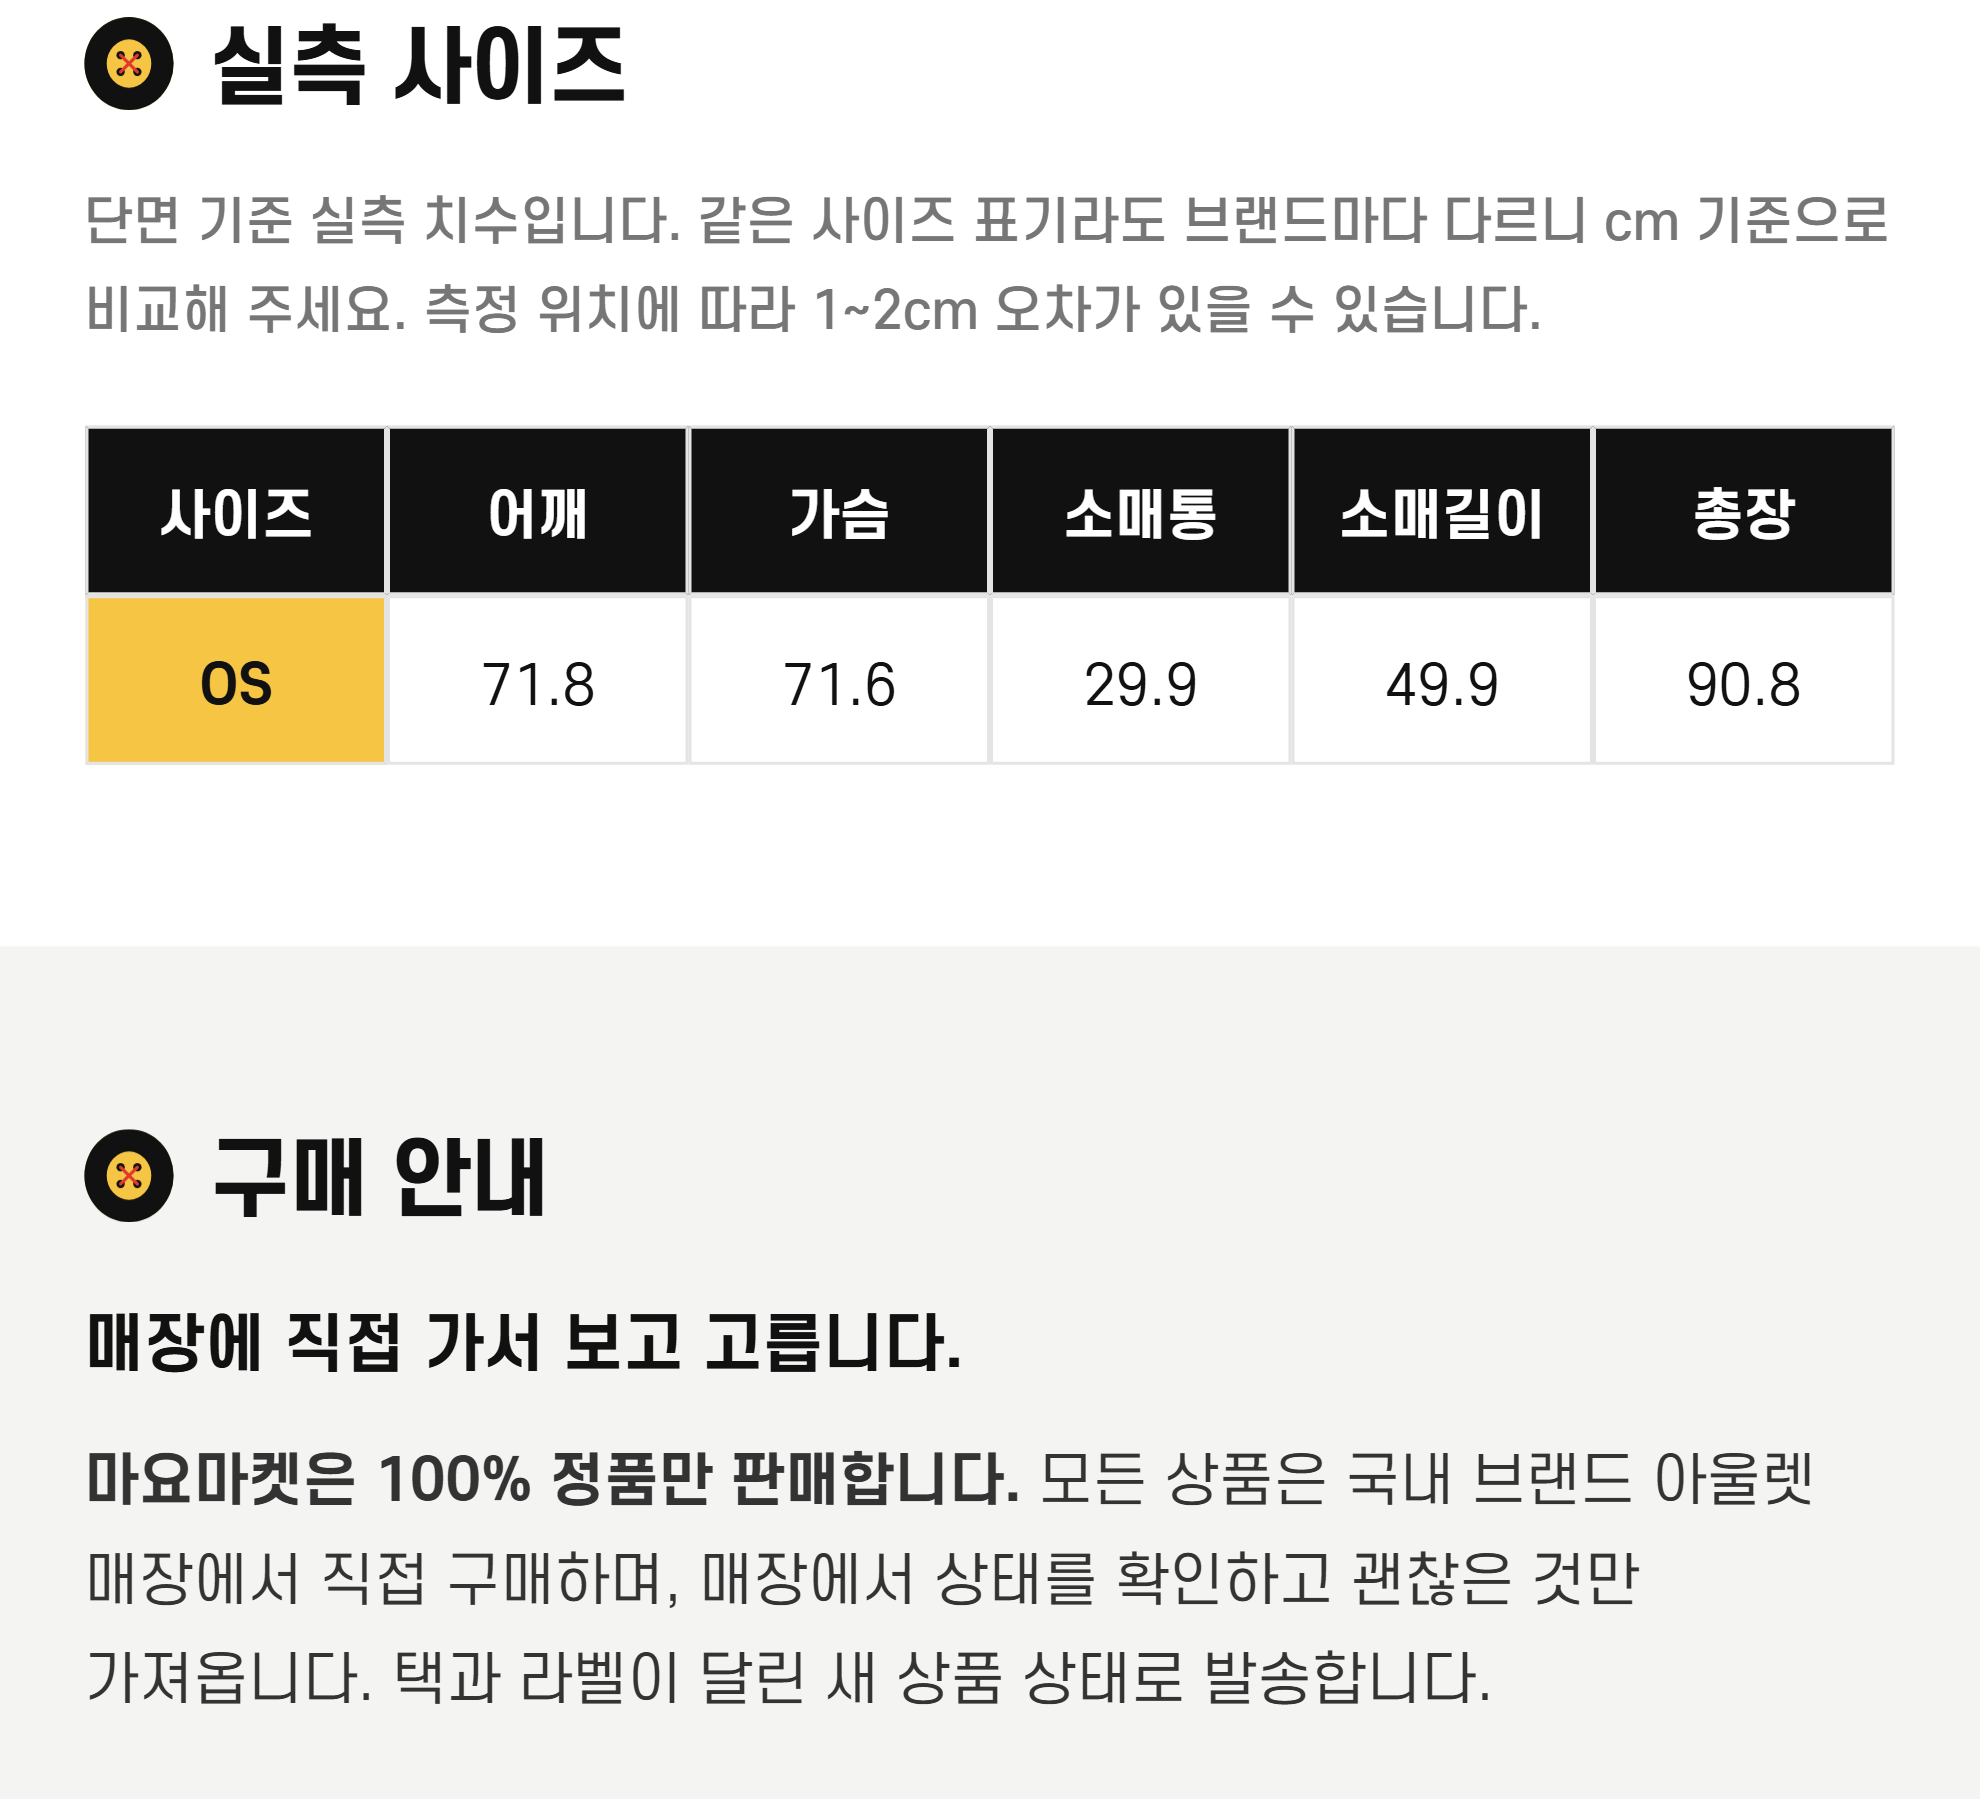 실측 사이즈
단면 기준 실측 치수입니다. 같은 사이즈 표기라도 브랜드마다 다르니 cm 기준으로
비교해 주세요. 측정 위치에 따라 1~2cm 오차가 있을 수 있습니다.
사이즈 어깨 가슴 소매통 소매길이 총장
OS 71.8 71.6 29.9 49.9 90.8
구매 안내
매장에 직접 가서 보고 고릅니다.
마요마켓은 100% 정품만 판매합니다. 모든 상품은 국내 브랜드 아울렛
매장에서 직접 구매하며, 매장에서 상태를 확인하고 괜찮은 것만
가져옵니다. 택과 라벨이 달린 새 상품 상태로 발송합니다.